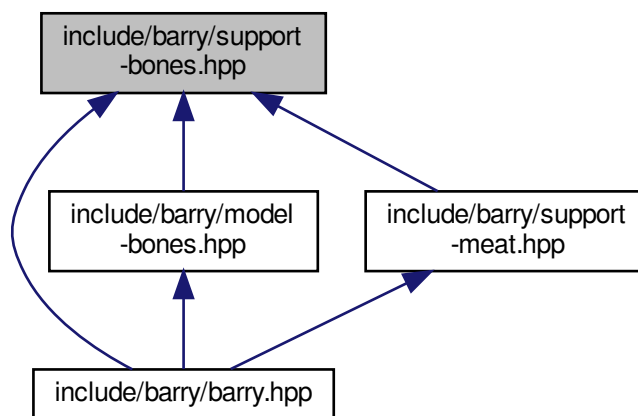 include/barry/support
-bones.hpp
include/barry/model
-bones.hpp
include/barry/support
-meat.hpp
include/barry/barry.hpp